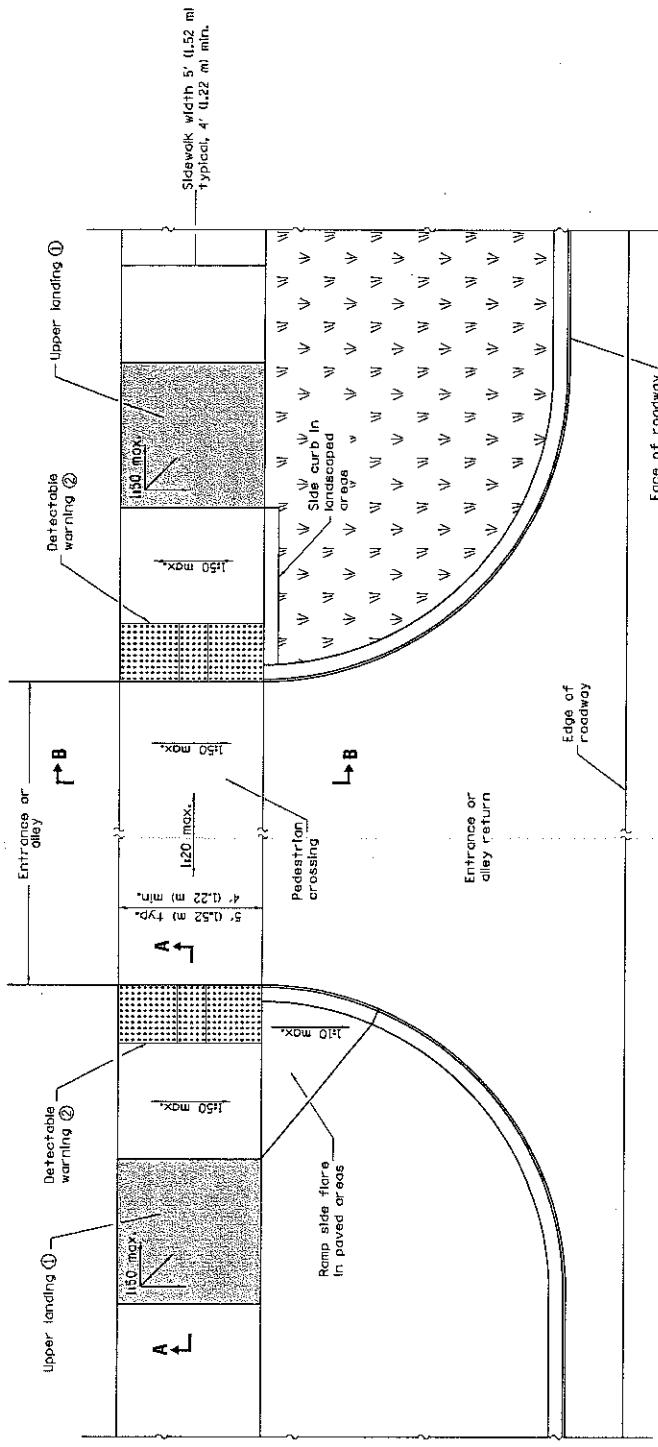 Sidewalk width 5' (1.52 m)
typical, 4' (1.22 m) min.
Upper landing ①
Detectable
warning ②
1:50 max.
1:50 max.
Side curb in
landscaped
areas
Entrance or
alley
B
B
1:50 max.
1:20 max.
Pedestrian
crossing
5' (1.52 m) typ.
4' (1.22 m) min.
A
Entrance or
alley return
Edge of
roadway
Face of roadway
Detectable
warning ②
1:50 max.
1:10 max.
Ramp side flare
in paved areas
Upper landing ①
1:50 max.
A